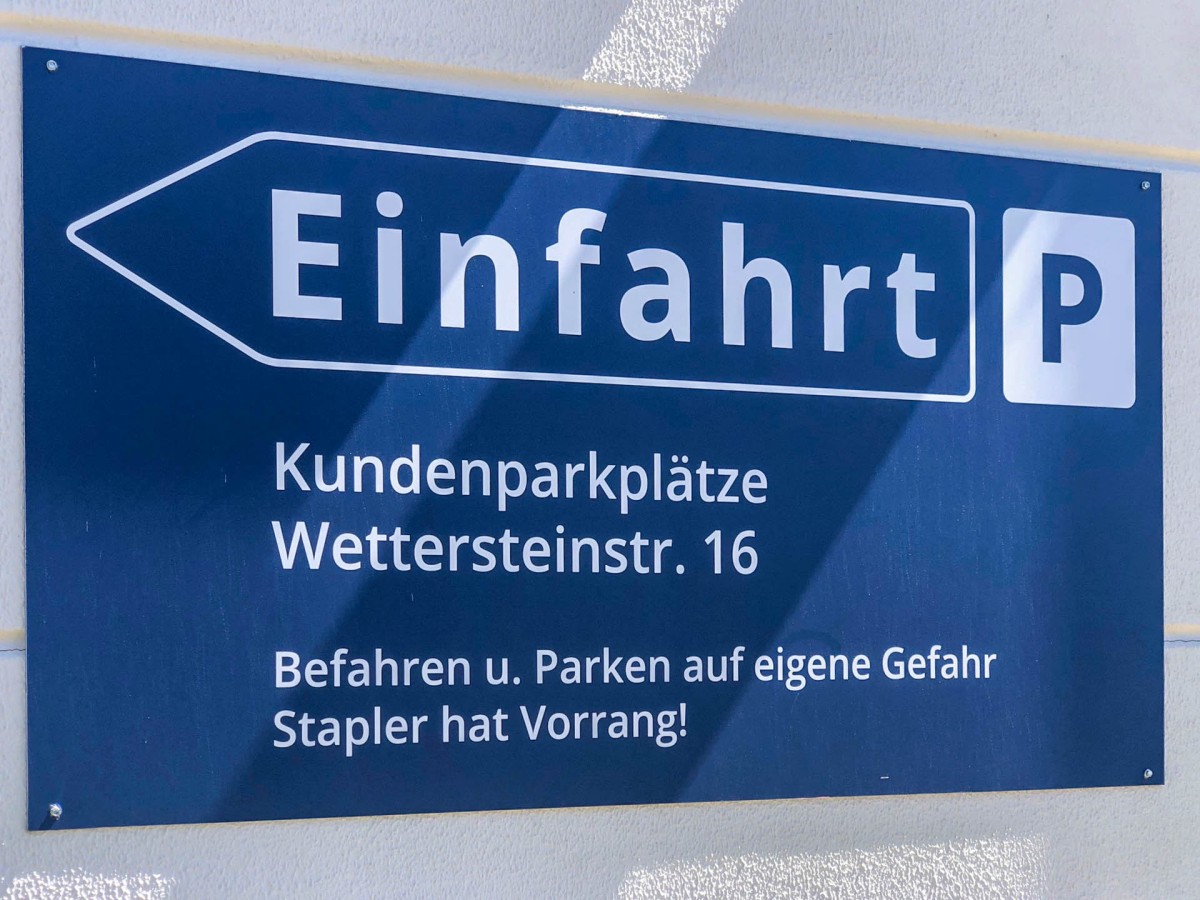 Einfahrt P
Kundenparkplätze
Wettersteinstr. 16
Befahren u. Parken auf eigene Gefahr
Stapler hat Vorrang!